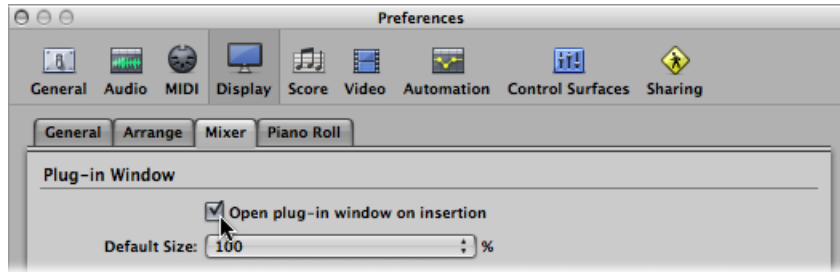 Preferences
General Audio MIDI Display Score Video Automation Control Surfaces Sharing
General Arrange Mixer Piano Roll
Plug-in Window
Open plug-in window on insertion
Default Size: 100 %